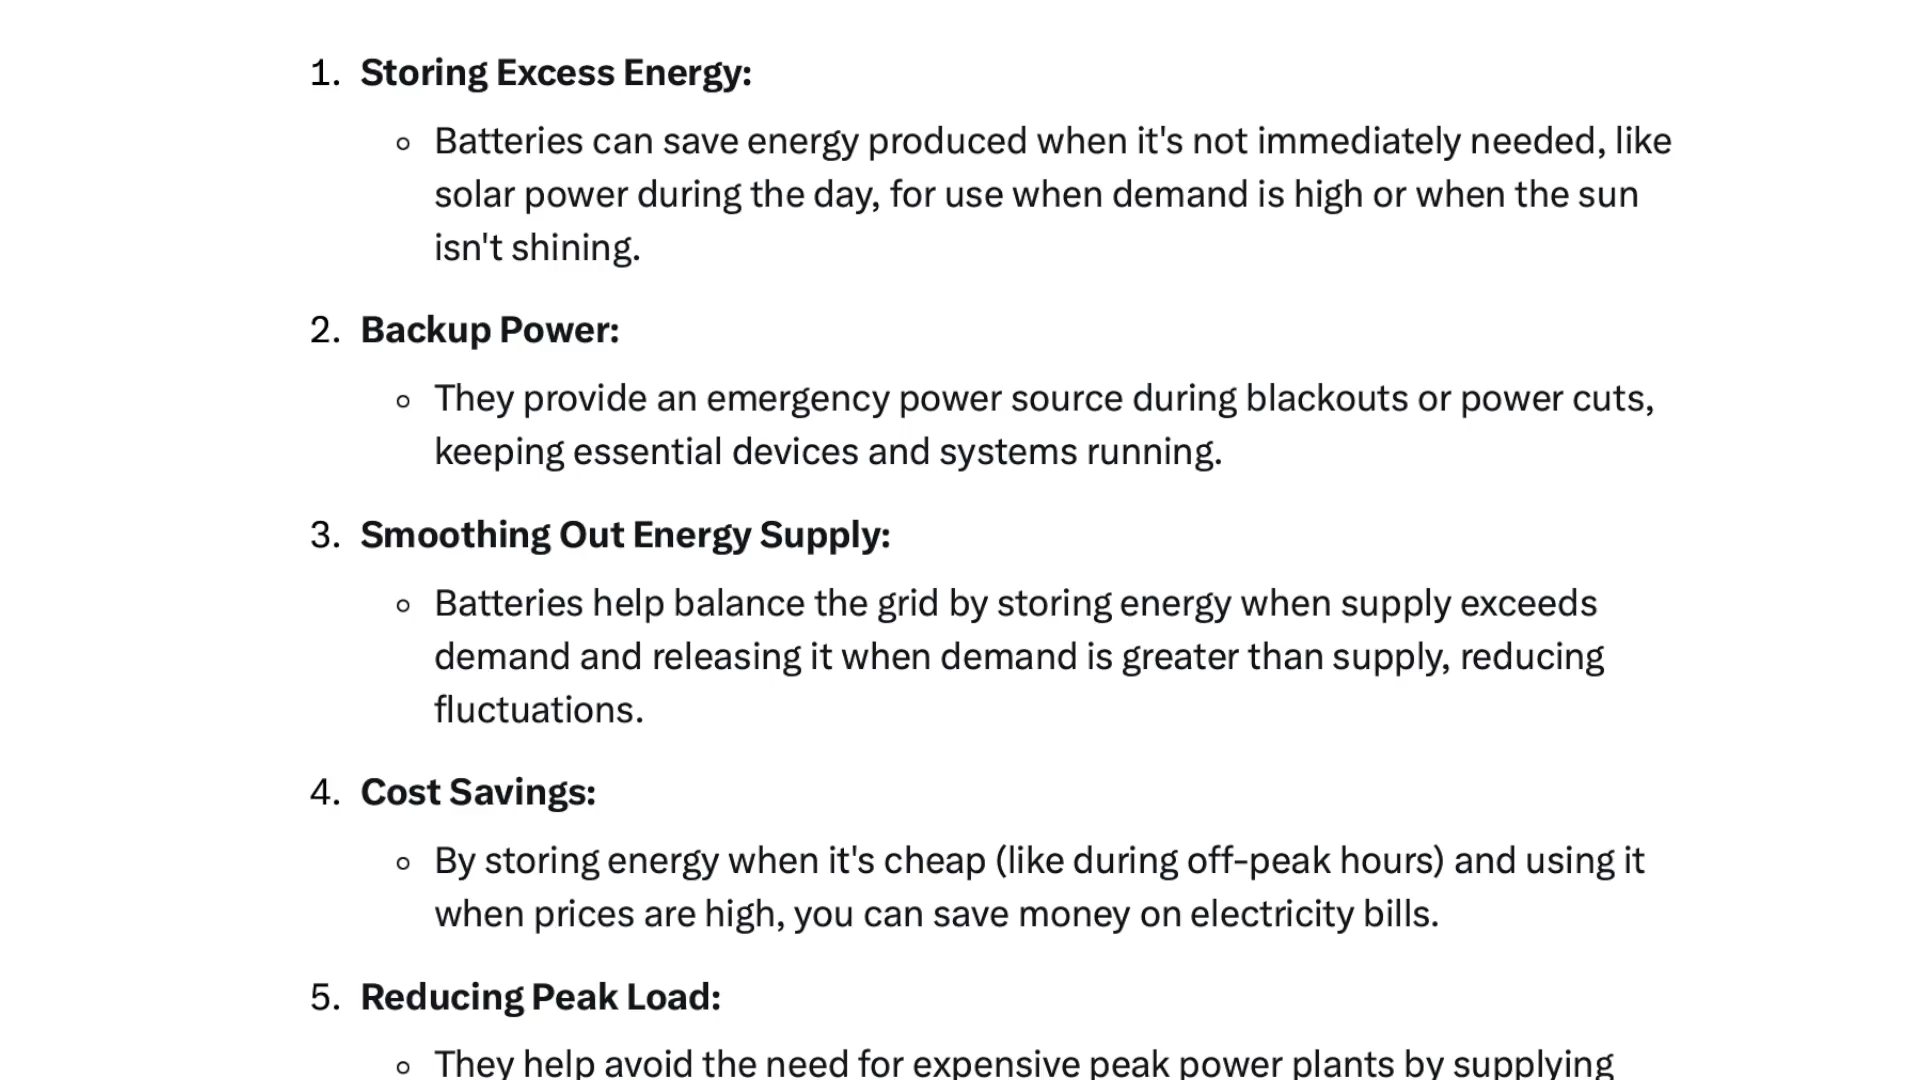 1. Storing Excess Energy:
◦ Batteries can save energy produced when it's not immediately needed, like
solar power during the day, for use when demand is high or when the sun
isn't shining.
2. Backup Power:
◦ They provide an emergency power source during blackouts or power cuts,
keeping essential devices and systems running.
3. Smoothing Out Energy Supply:
◦ Batteries help balance the grid by storing energy when supply exceeds
demand and releasing it when demand is greater than supply, reducing
fluctuations.
4. Cost Savings:
◦ By storing energy when it's cheap (like during off-peak hours) and using it
when prices are high, you can save money on electricity bills.
5. Reducing Peak Load:
◦ They help avoid the need for expensive peak power plants by supplying